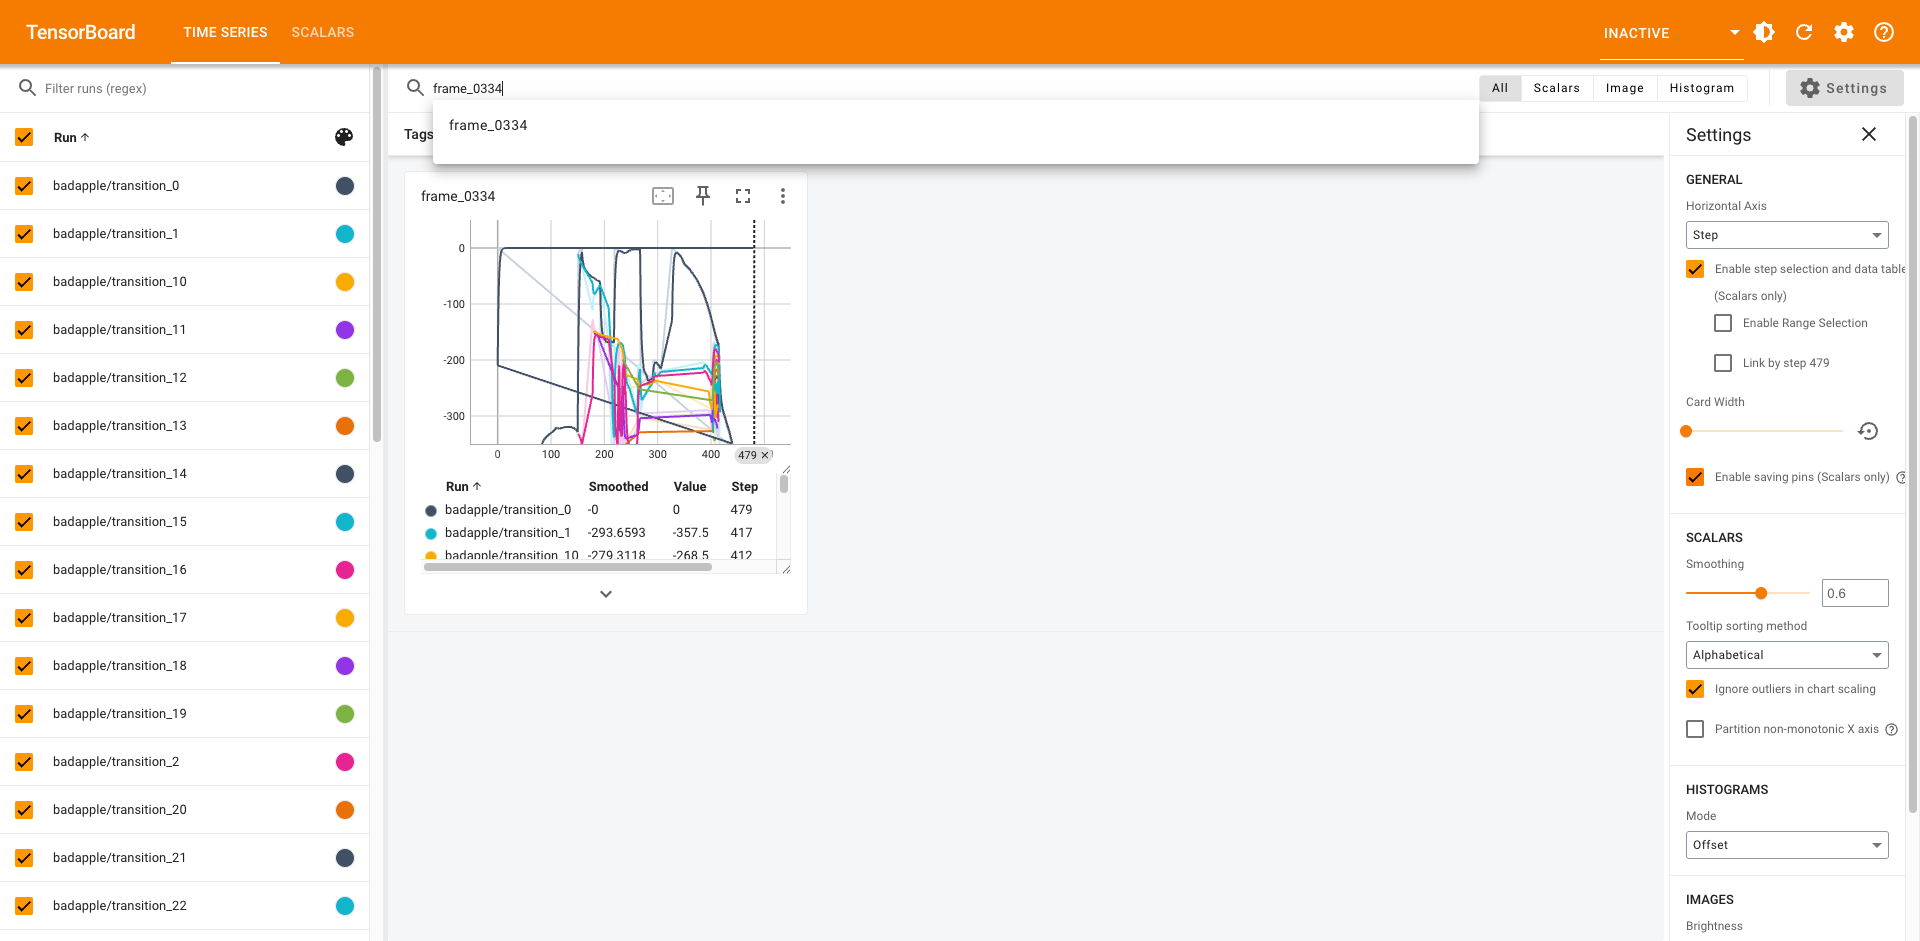 TensorBoard
TIME SERIES
SCALARS
INACTIVE
Filter runs (regex)
frame_0334
All
Scalars
Image
Histogram
Settings
frame_0334
Run
Tags
Settings
badapple/transition_0
badapple/transition_1
badapple/transition_10
badapple/transition_11
badapple/transition_12
badapple/transition_13
badapple/transition_14
badapple/transition_15
badapple/transition_16
badapple/transition_17
badapple/transition_18
badapple/transition_19
badapple/transition_2
badapple/transition_20
badapple/transition_21
badapple/transition_22
frame_0334
0
-100
-200
-300
0 100 200 300 400 479
Run Smoothed Value Step
badapple/transition_0 -0 0 479
badapple/transition_1 -293.6593 -357.5 417
badapple/transition_10 -279.3118 -268.5 412
GENERAL
Horizontal Axis
Step
Enable step selection and data table
(Scalars only)
Enable Range Selection
Link by step 479
Card Width
Enable saving pins (Scalars only)
SCALARS
Smoothing
0.6
Tooltip sorting method
Alphabetical
Ignore outliers in chart scaling
Partition non-monotonic X axis
HISTOGRAMS
Mode
Offset
IMAGES
Brightness